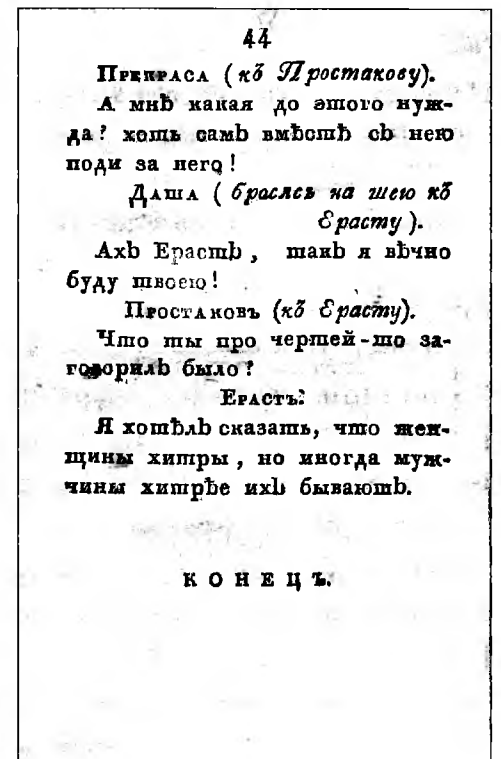 44
Прекраса (къ Простакову).
А мнѣ какая до этого нуж-
да? хоть самъ вмѣстѣ съ нею
поди за него!
Даша (бросясь на шею къ
Ерасту).
Ахъ Ерастъ, такъ я вѣчно
буду твоею!
Простаковъ (къ Ерасту).
Что ты про чертей-то за-
говорилъ было?
Ерастъ.
Я хотѣлъ сказать, что жен-
щины хитры, но иногда муж-
чины хитрѣе ихъ бываютъ.
КОНЕЦЪ.